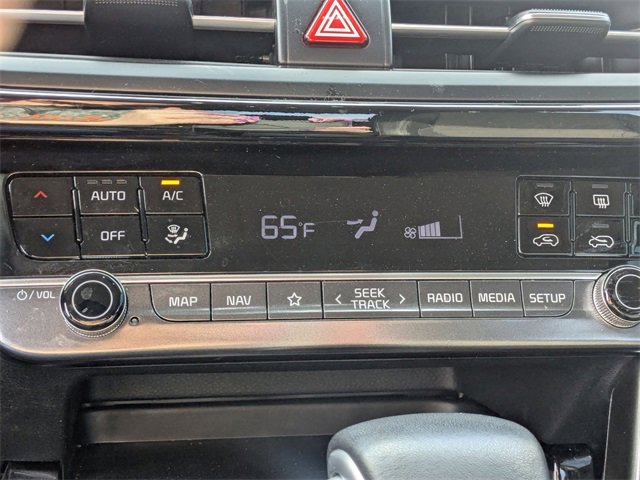 AUTO A/C
65°F
OFF
⏻/VOL MAP NAV ☆ < SEEK TRACK > RADIO MEDIA SETUP